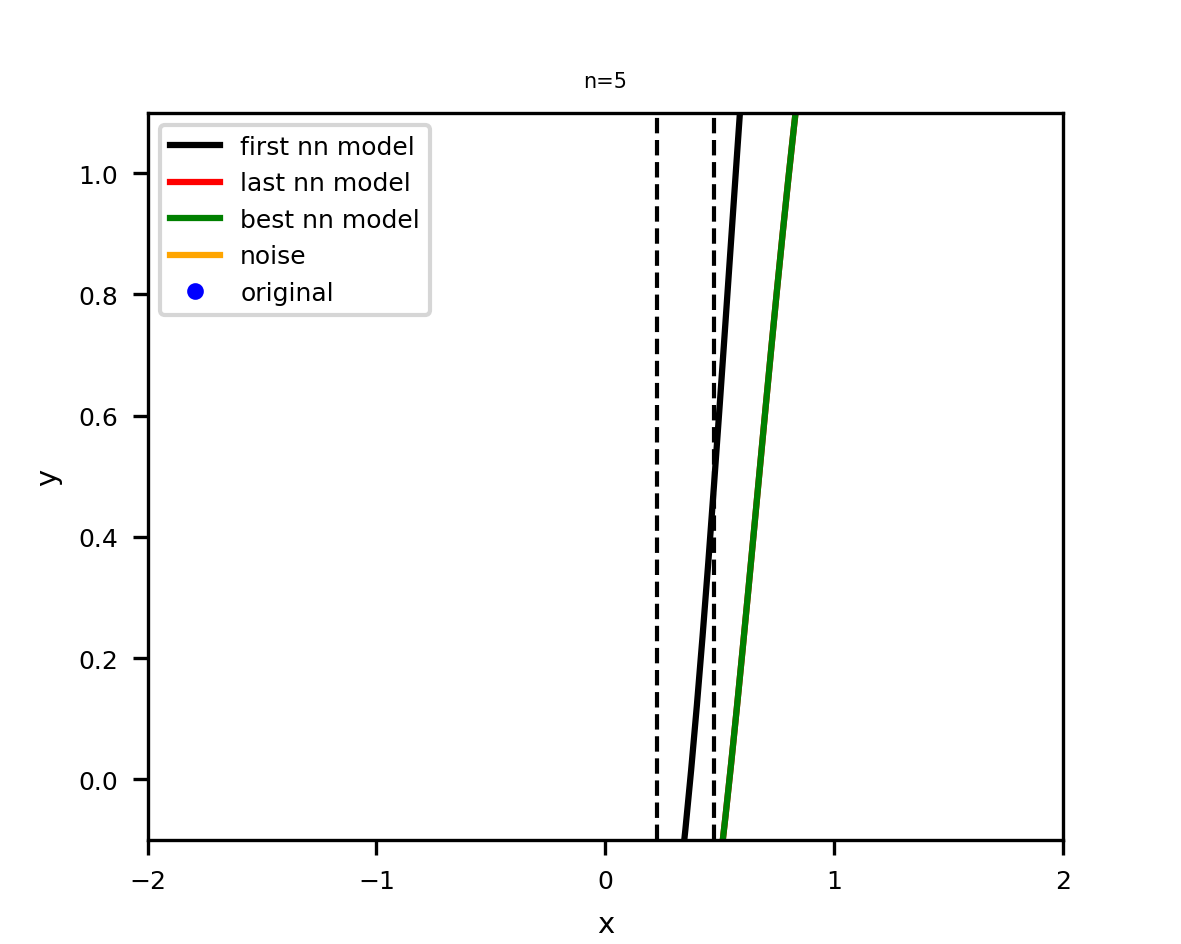 n=5
first nn model
last nn model
best nn model
noise
original
1.0
0.8
0.6
0.4
0.2
0.0
y
−2
−1
0
1
2
x